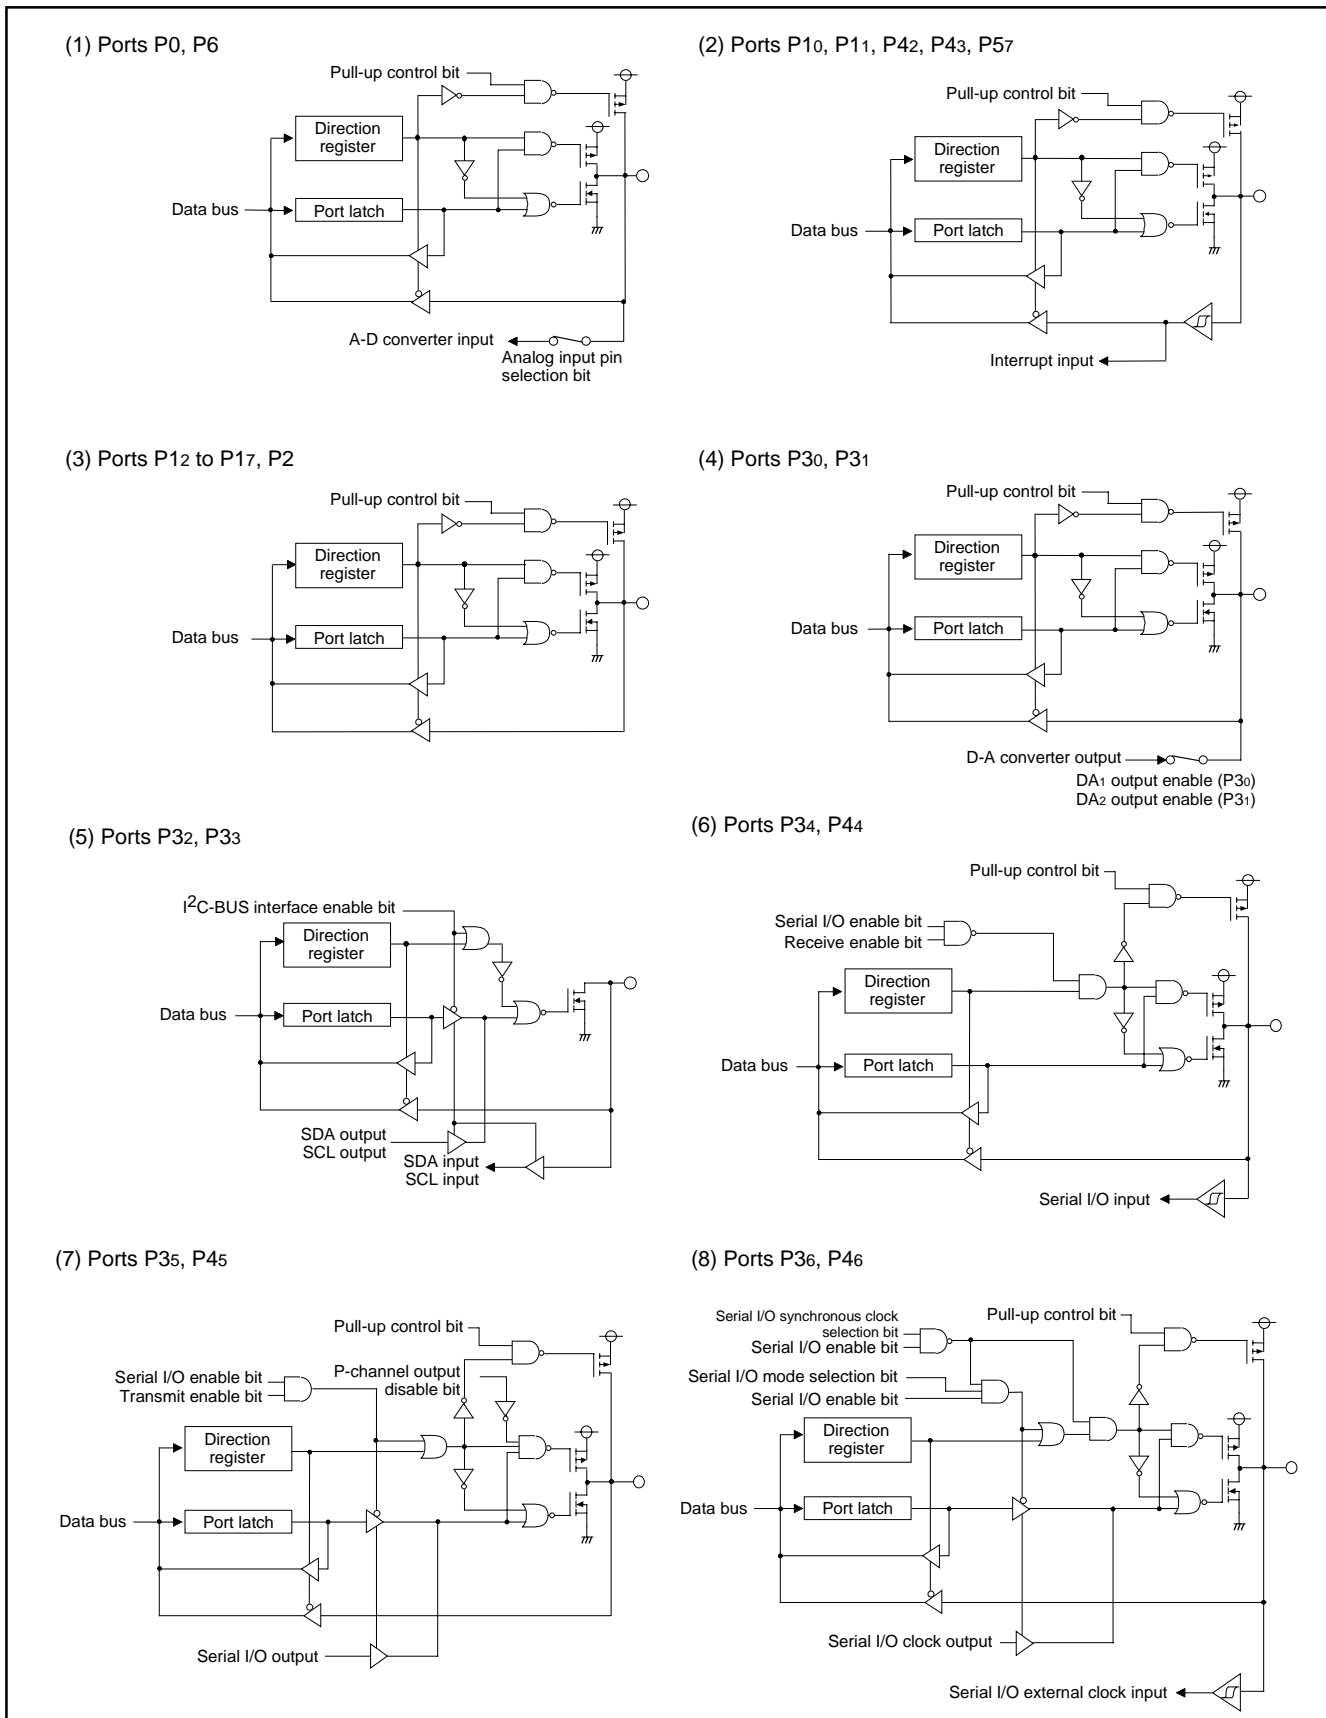 (1) Ports P0, P6
Pull-up control bit
Direction
register
Data bus
Port latch
A-D converter input
Analog input pin
selection bit
(2) Ports P10, P11, P42, P43, P57
Pull-up control bit
Direction
register
Data bus
Port latch
Interrupt input
(3) Ports P12 to P17, P2
Pull-up control bit
Direction
register
Data bus
Port latch
(4) Ports P30, P31
Pull-up control bit
Direction
register
Data bus
Port latch
D-A converter output
DA1 output enable (P30)
DA2 output enable (P31)
(5) Ports P32, P33
I2C-BUS interface enable bit
Direction
register
Data bus
Port latch
SDA output
SCL output
SDA input
SCL input
(6) Ports P34, P44
Pull-up control bit
Serial I/O enable bit
Receive enable bit
Direction
register
Data bus
Port latch
Serial I/O input
(7) Ports P35, P45
Pull-up control bit
Serial I/O enable bit
Transmit enable bit
P-channel output
disable bit
Direction
register
Data bus
Port latch
Serial I/O output
(8) Ports P36, P46
Serial I/O synchronous clock
selection bit
Serial I/O enable bit
Pull-up control bit
Serial I/O mode selection bit
Serial I/O enable bit
Direction
register
Data bus
Port latch
Serial I/O clock output
Serial I/O external clock input